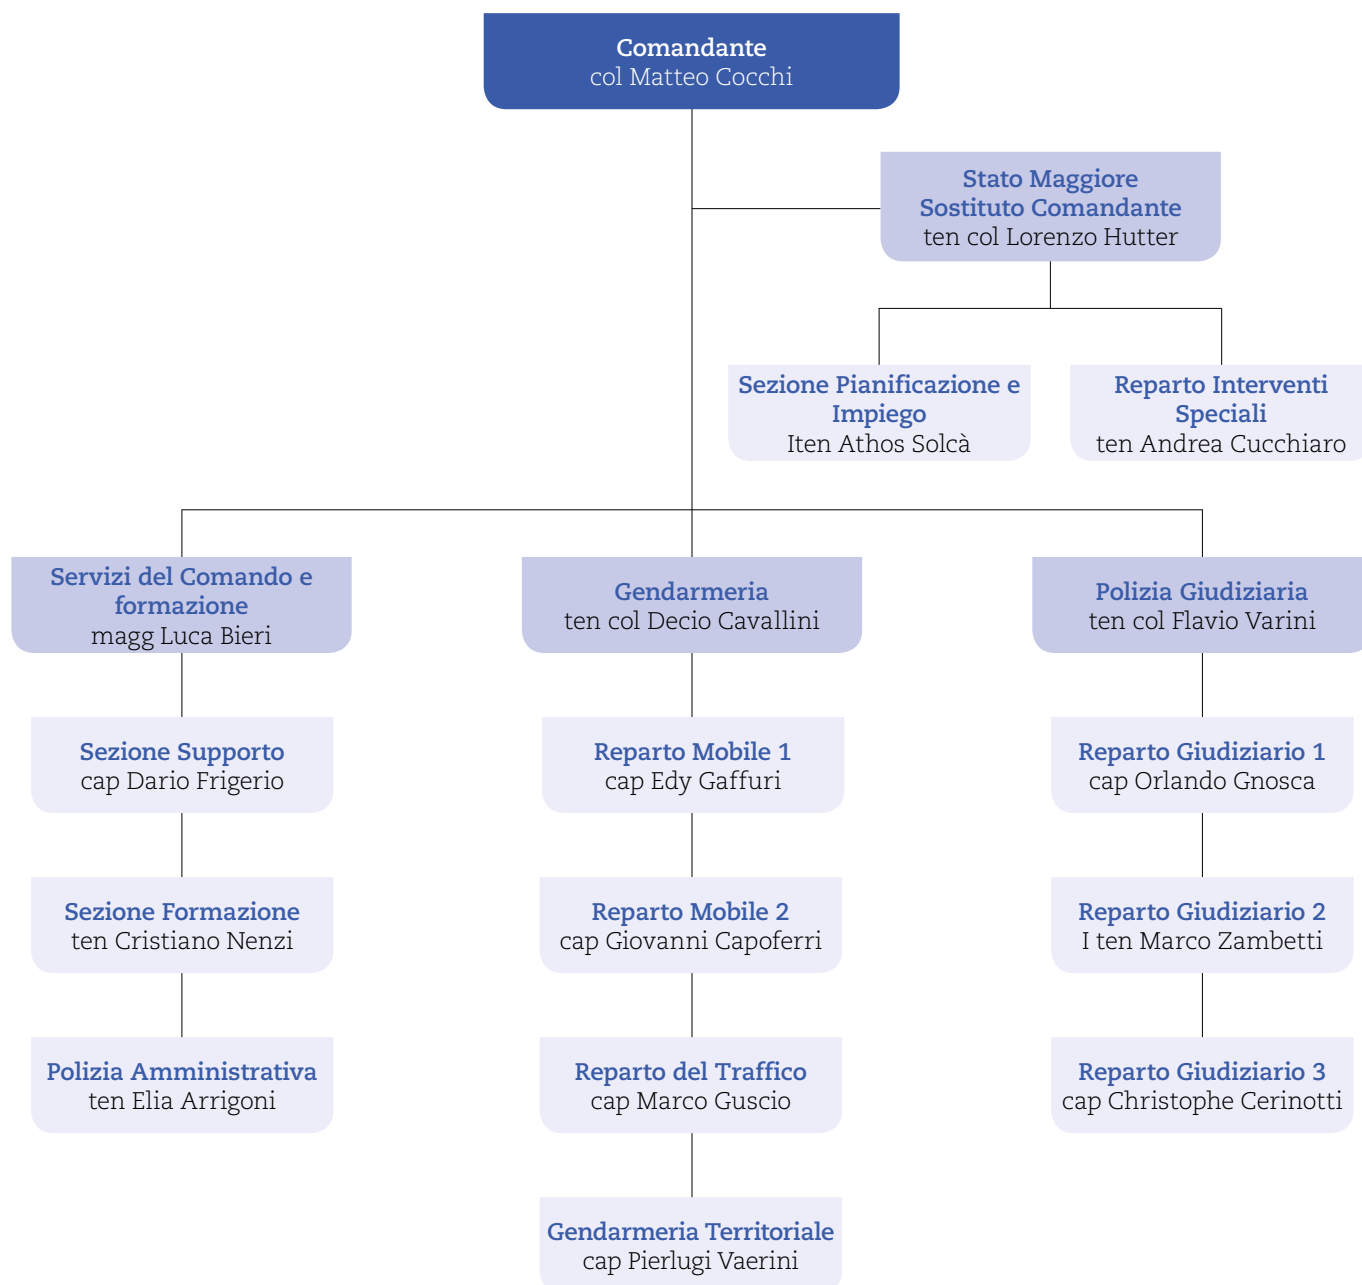 Comandante
col Matteo Cocchi
Stato Maggiore
Sostituto Comandante
ten col Lorenzo Hutter
Sezione Pianificazione e
Impiego
Iten Athos Solcà
Reparto Interventi
Speciali
ten Andrea Cucchiaro
Servizi del Comando e
formazione
magg Luca Bieri
Gendarmeria
ten col Decio Cavallini
Polizia Giudiziaria
ten col Flavio Varini
Sezione Supporto
cap Dario Frigerio
Reparto Mobile 1
cap Edy Gaffuri
Reparto Giudiziario 1
cap Orlando Gnosca
Sezione Formazione
ten Cristiano Nenzi
Reparto Mobile 2
cap Giovanni Capoferri
Reparto Giudiziario 2
I ten Marco Zambetti
Polizia Amministrativa
ten Elia Arrigoni
Reparto del Traffico
cap Marco Guscio
Reparto Giudiziario 3
cap Christophe Cerinotti
Gendarmeria Territoriale
cap Pierlugi Vaerini